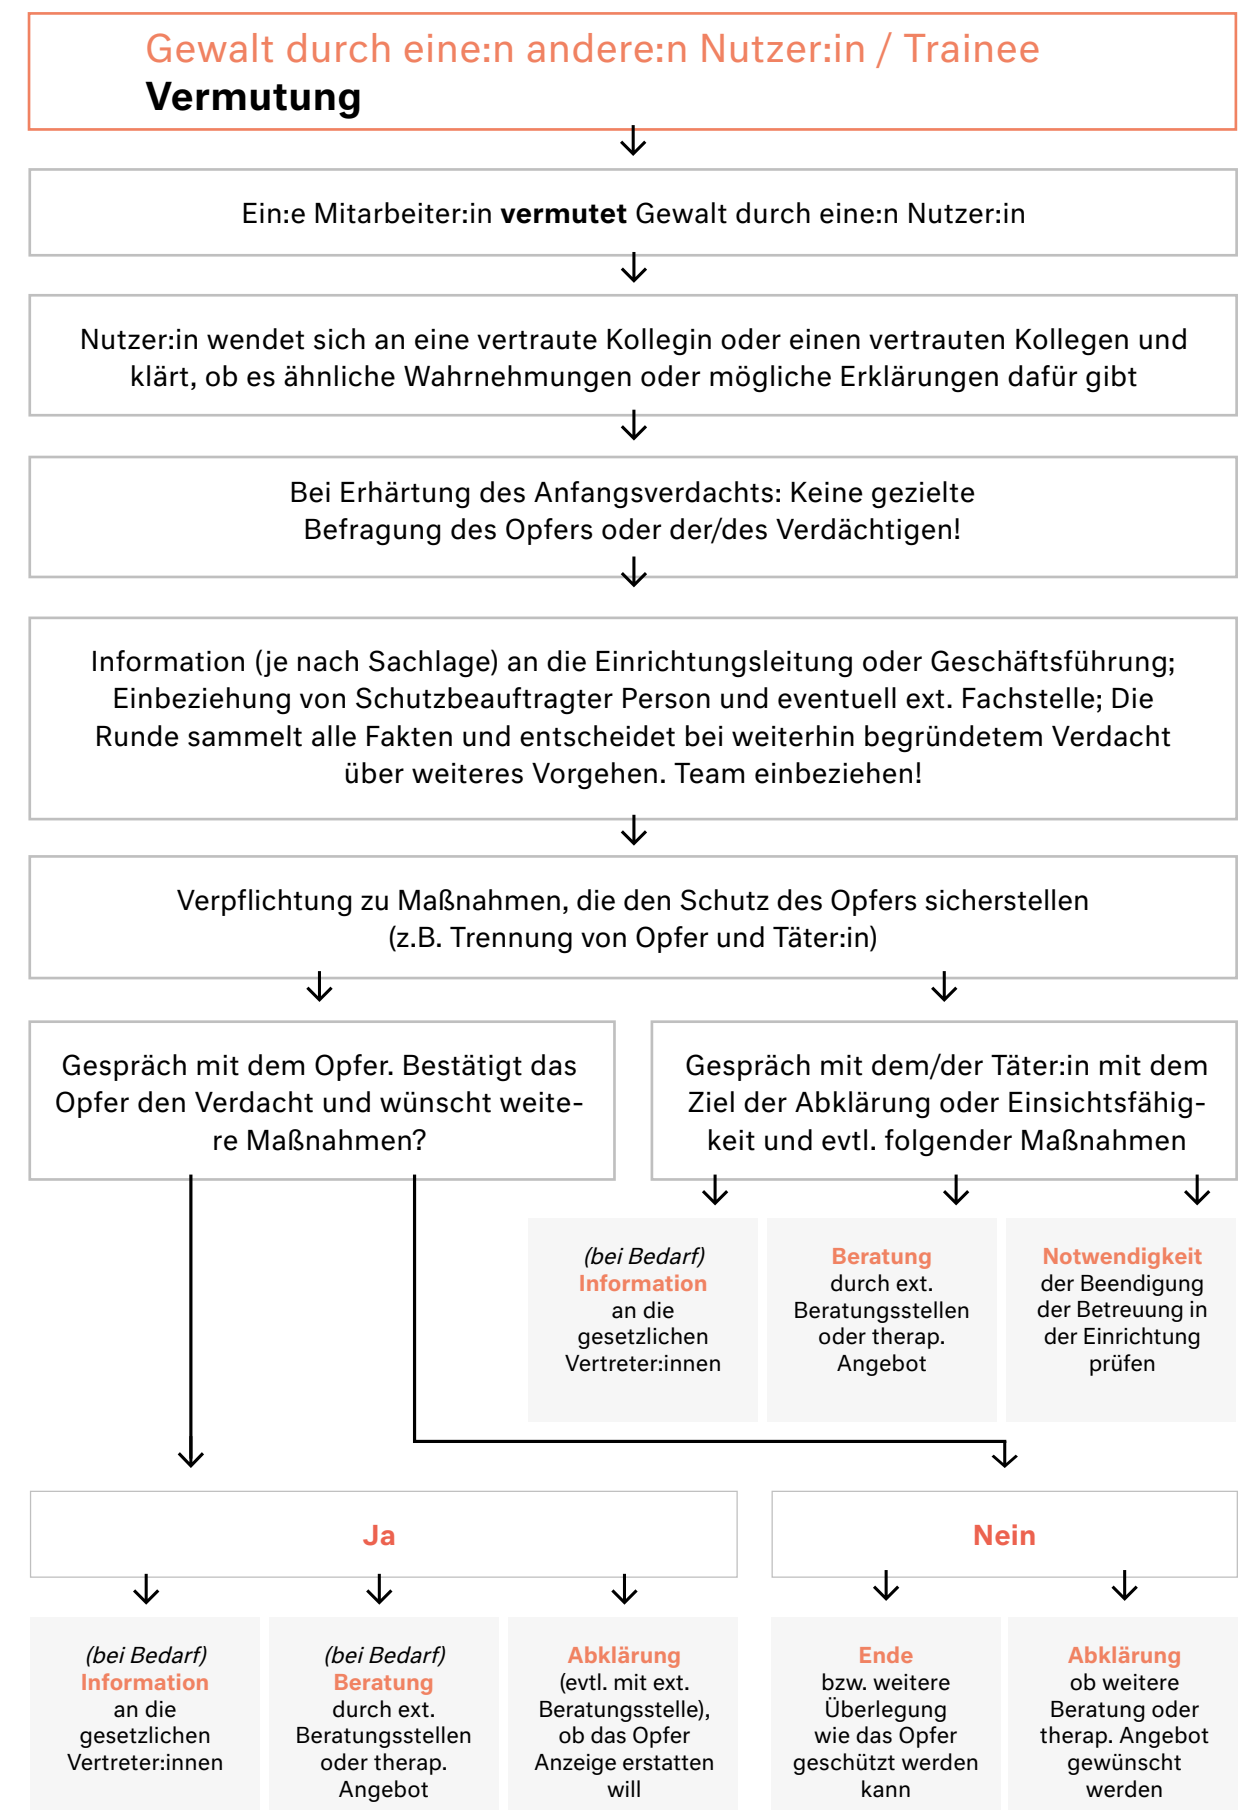 Gewalt durch eine:n andere:n Nutzer:in / Trainee
Vermutung
Ein:e Mitarbeiter:in vermutet Gewalt durch eine:n Nutzer:in
Nutzer:in wendet sich an eine vertraute Kollegin oder einen vertrauten Kollegen und
klärt, ob es ähnliche Wahrnehmungen oder mögliche Erklärungen dafür gibt
Bei Erhärtung des Anfangsverdachts: Keine gezielte
Befragung des Opfers oder der/des Verdächtigen!
Information (je nach Sachlage) an die Einrichtungsleitung oder Geschäftsführung;
Einbeziehung von Schutzbeauftragter Person und eventuell ext. Fachstelle; Die
Runde sammelt alle Fakten und entscheidet bei weiterhin begründetem Verdacht
über weiteres Vorgehen. Team einbeziehen!
Verpflichtung zu Maßnahmen, die den Schutz des Opfers sicherstellen
(z.B. Trennung von Opfer und Täter:in)
Gespräch mit dem Opfer. Bestätigt das
Opfer den Verdacht und wünscht weite-
re Maßnahmen?
Gespräch mit dem/der Täter:in mit dem
Ziel der Abklärung oder Einsichtsfähig-
keit und evtl. folgender Maßnahmen
(bei Bedarf)
Information
an die
gesetzlichen
Vertreter:innen
Beratung
durch ext.
Beratungsstellen
oder therap.
Angebot
Notwendigkeit
der Beendigung
der Betreuung in
der Einrichtung
prüfen
Ja
Nein
(bei Bedarf)
Information
an die
gesetzlichen
Vertreter:innen
(bei Bedarf)
Beratung
durch ext.
Beratungsstellen
oder therap.
Angebot
Abklärung
(evtl. mit ext.
Beratungsstelle),
ob das Opfer
Anzeige erstatten
will
Ende
bzw. weitere
Überlegung
wie das Opfer
geschützt werden
kann
Abklärung
ob weitere
Beratung oder
therap. Angebot
gewünscht
werden